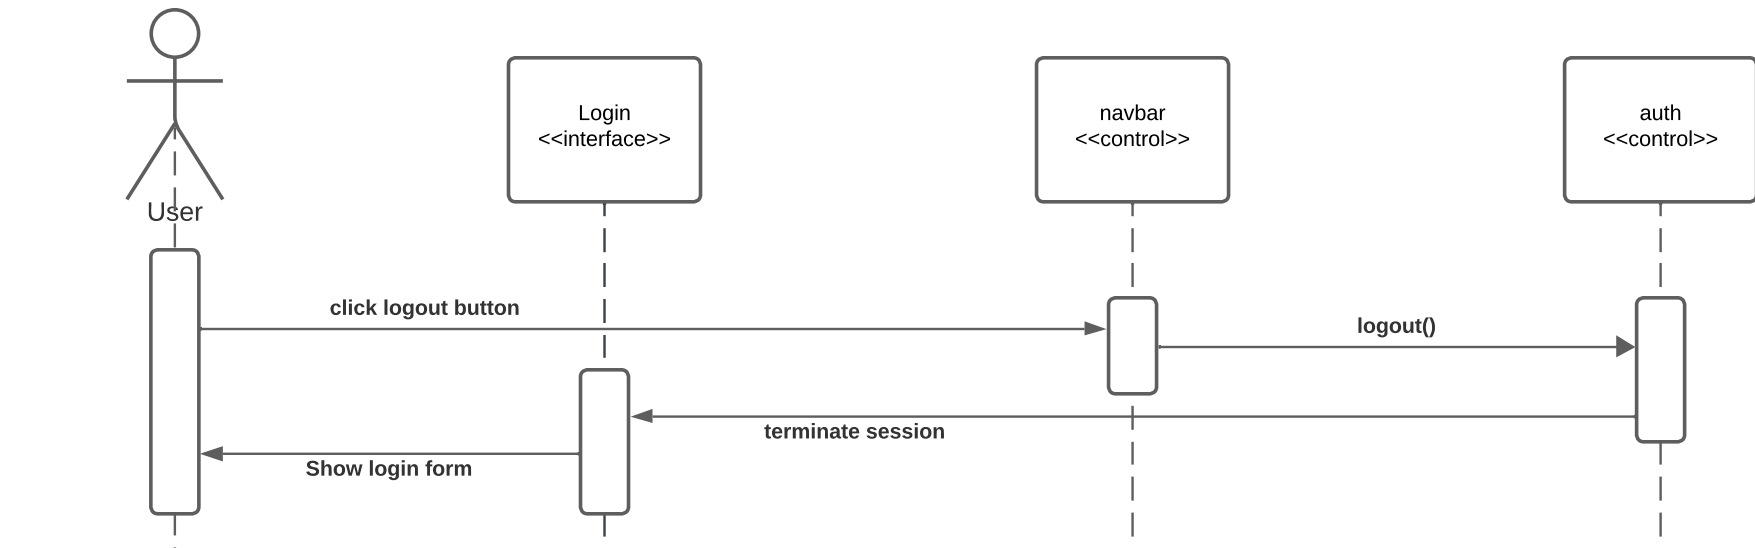 User
Login
<<interface>>
navbar
<<control>>
auth
<<control>>
click logout button
logout()
terminate session
Show login form